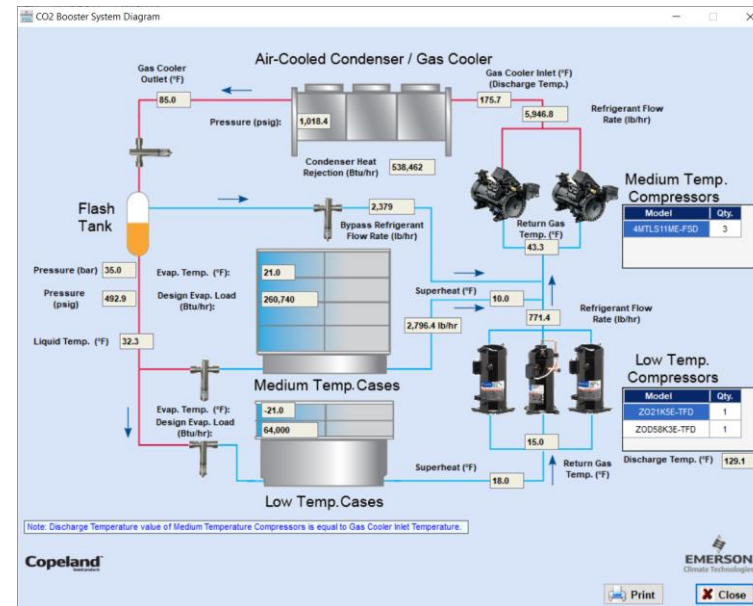 CO2 Booster System Diagram
Air-Cooled Condenser / Gas Cooler
Gas Cooler
Outlet (°F)
85.0
Pressure (psig):
1,018.4
Gas Cooler Inlet (°F)
(Discharge Temp.)
175.7
5,946.8
Refrigerant Flow
Rate (lb/hr)
Condenser Heat
Rejection (Btu/hr)
538,462
Medium Temp.
Compressors
Model Qty.
4MTLS11ME-FSD 3
Flash
Tank
2,379
Bypass Refrigerant
Flow Rate (lb/hr)
Return Gas
Temp. (°F)
43.3
Pressure (bar) 35.0
Pressure
(psig)
492.9
Liquid Temp. (°F) 32.3
Evap. Temp. (°F): 21.0
Design Evap. Load
(Btu/hr):
260,740
Superheat (°F)
10.0
2,796.4 lb/hr
771.4
Refrigerant Flow
Rate (lb/hr)
Medium Temp.Cases
Low Temp.
Compressors
Model Qty.
ZO21K5E-TFD 1
ZOD58K3E-TFD 1
Discharge Temp. (°F) 129.1
Evap. Temp. (°F): -21.0
Design Evap. Load
(Btu/hr):
64,000
15.0
Return Gas
Temp. (°F)
Superheat (°F)
18.0
Low Temp.Cases
Note: Discharge Temperature value of Medium Temperature Compressors is equal to Gas Cooler Inlet Temperature.
Copeland
brand products
EMERSON
Climate Technologies
Print
Close